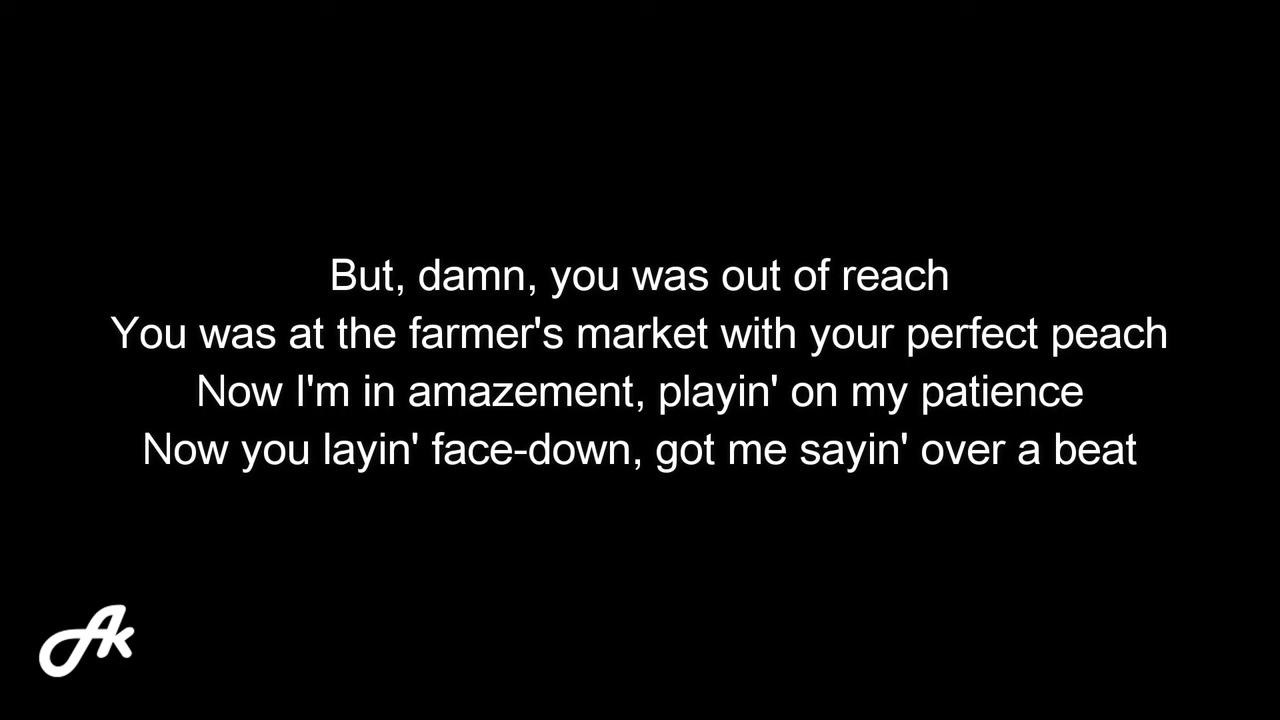 But, damn, you was out of reach
You was at the farmer's market with your perfect peach
Now I'm in amazement, playin' on my patience
Now you layin' face-down, got me sayin' over a beat
Ak